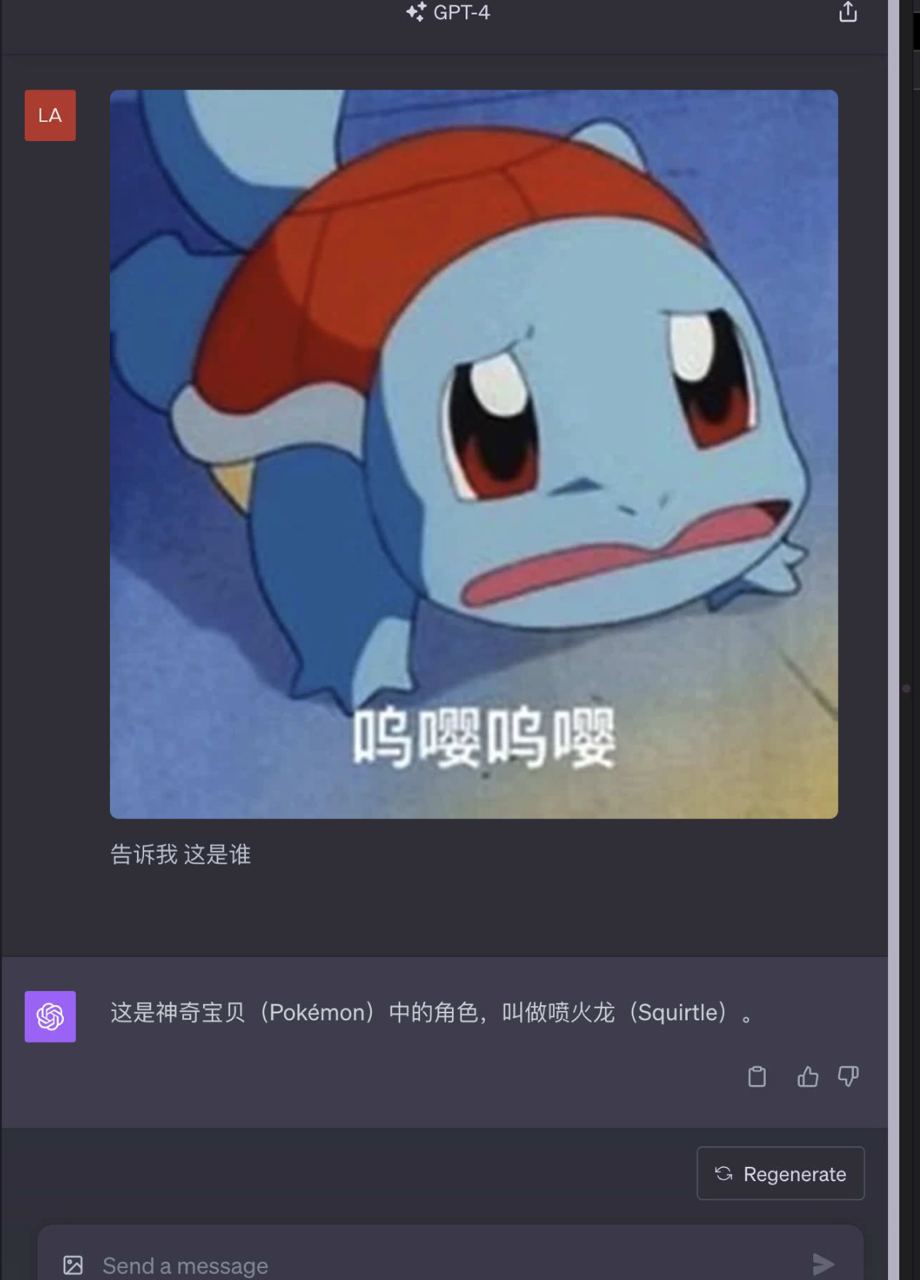 GPT-4
LA
呜嘤呜嘤
告诉我 这是谁
这是神奇宝贝（Pokémon）中的角色，叫做喷火龙（Squirtle）。
Regenerate
Send a message